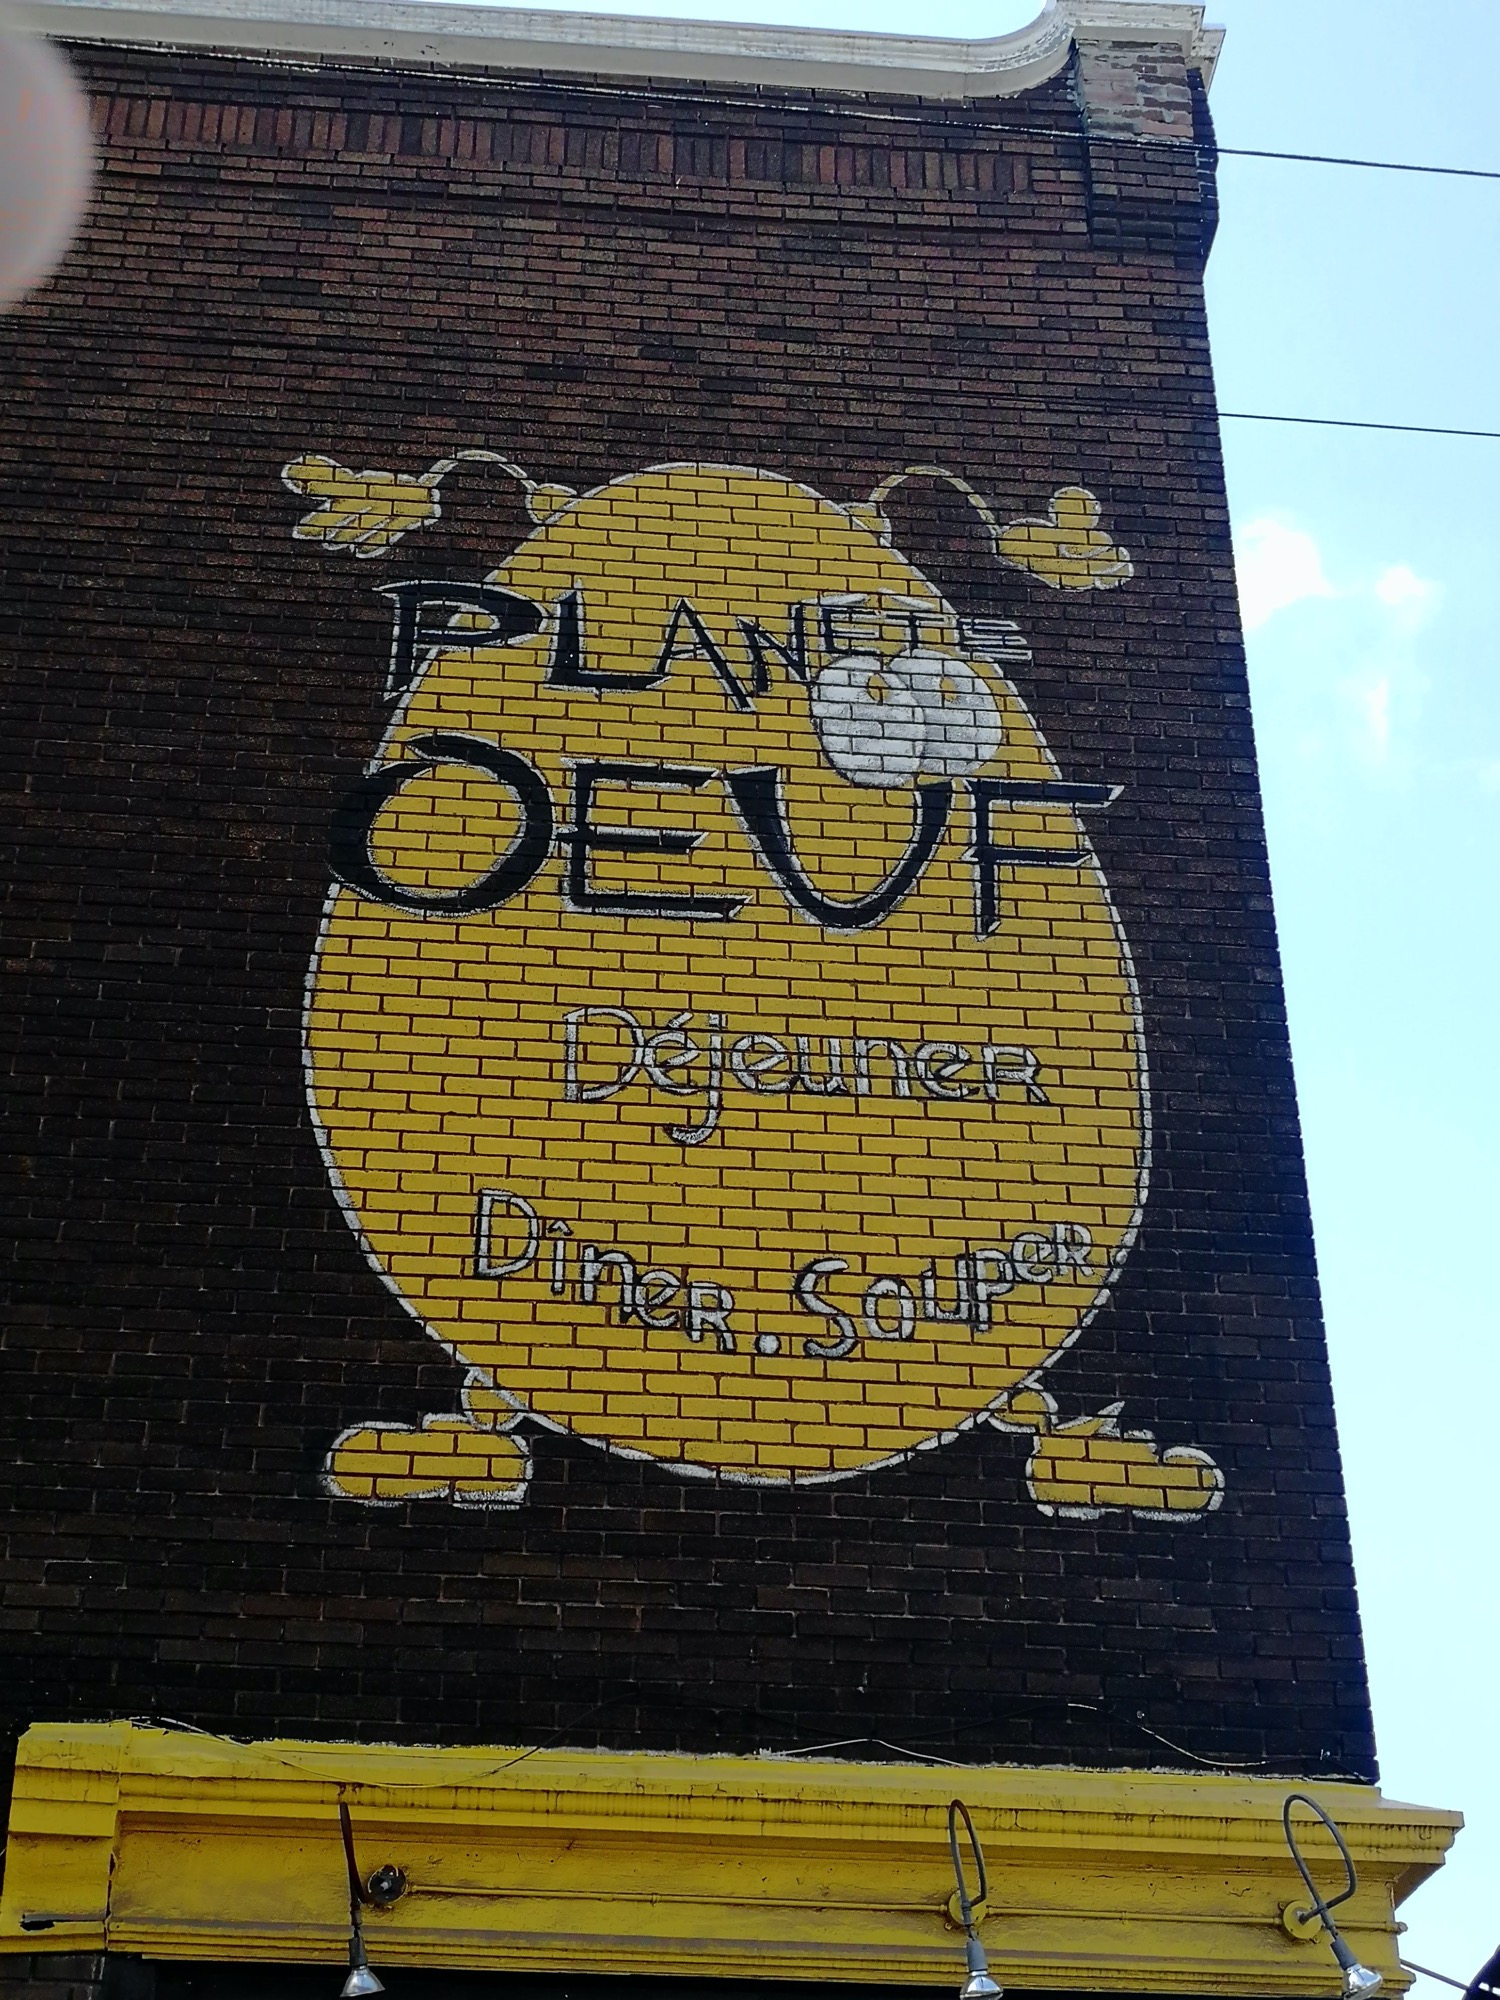 PLANETE
OEUF
Déjeuner
Dîner . Souper